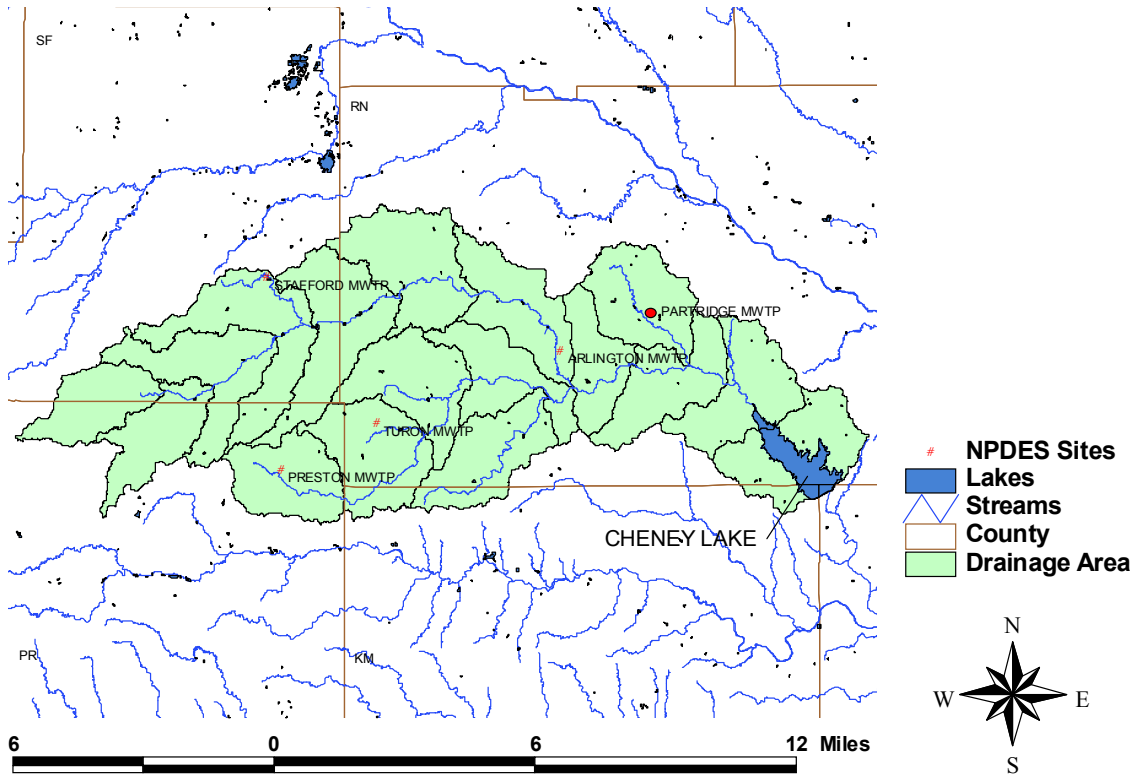 SF
RN
STAFFORD MWTP
PARTRIDGE MWTP
ARLINGTON MWTP
TURON MWTP
PRESTON MWTP
CHENEY LAKE
PR
KM
# NPDES Sites
Lakes
Streams
County
Drainage Area
N
W E
S
6 0 6 12 Miles